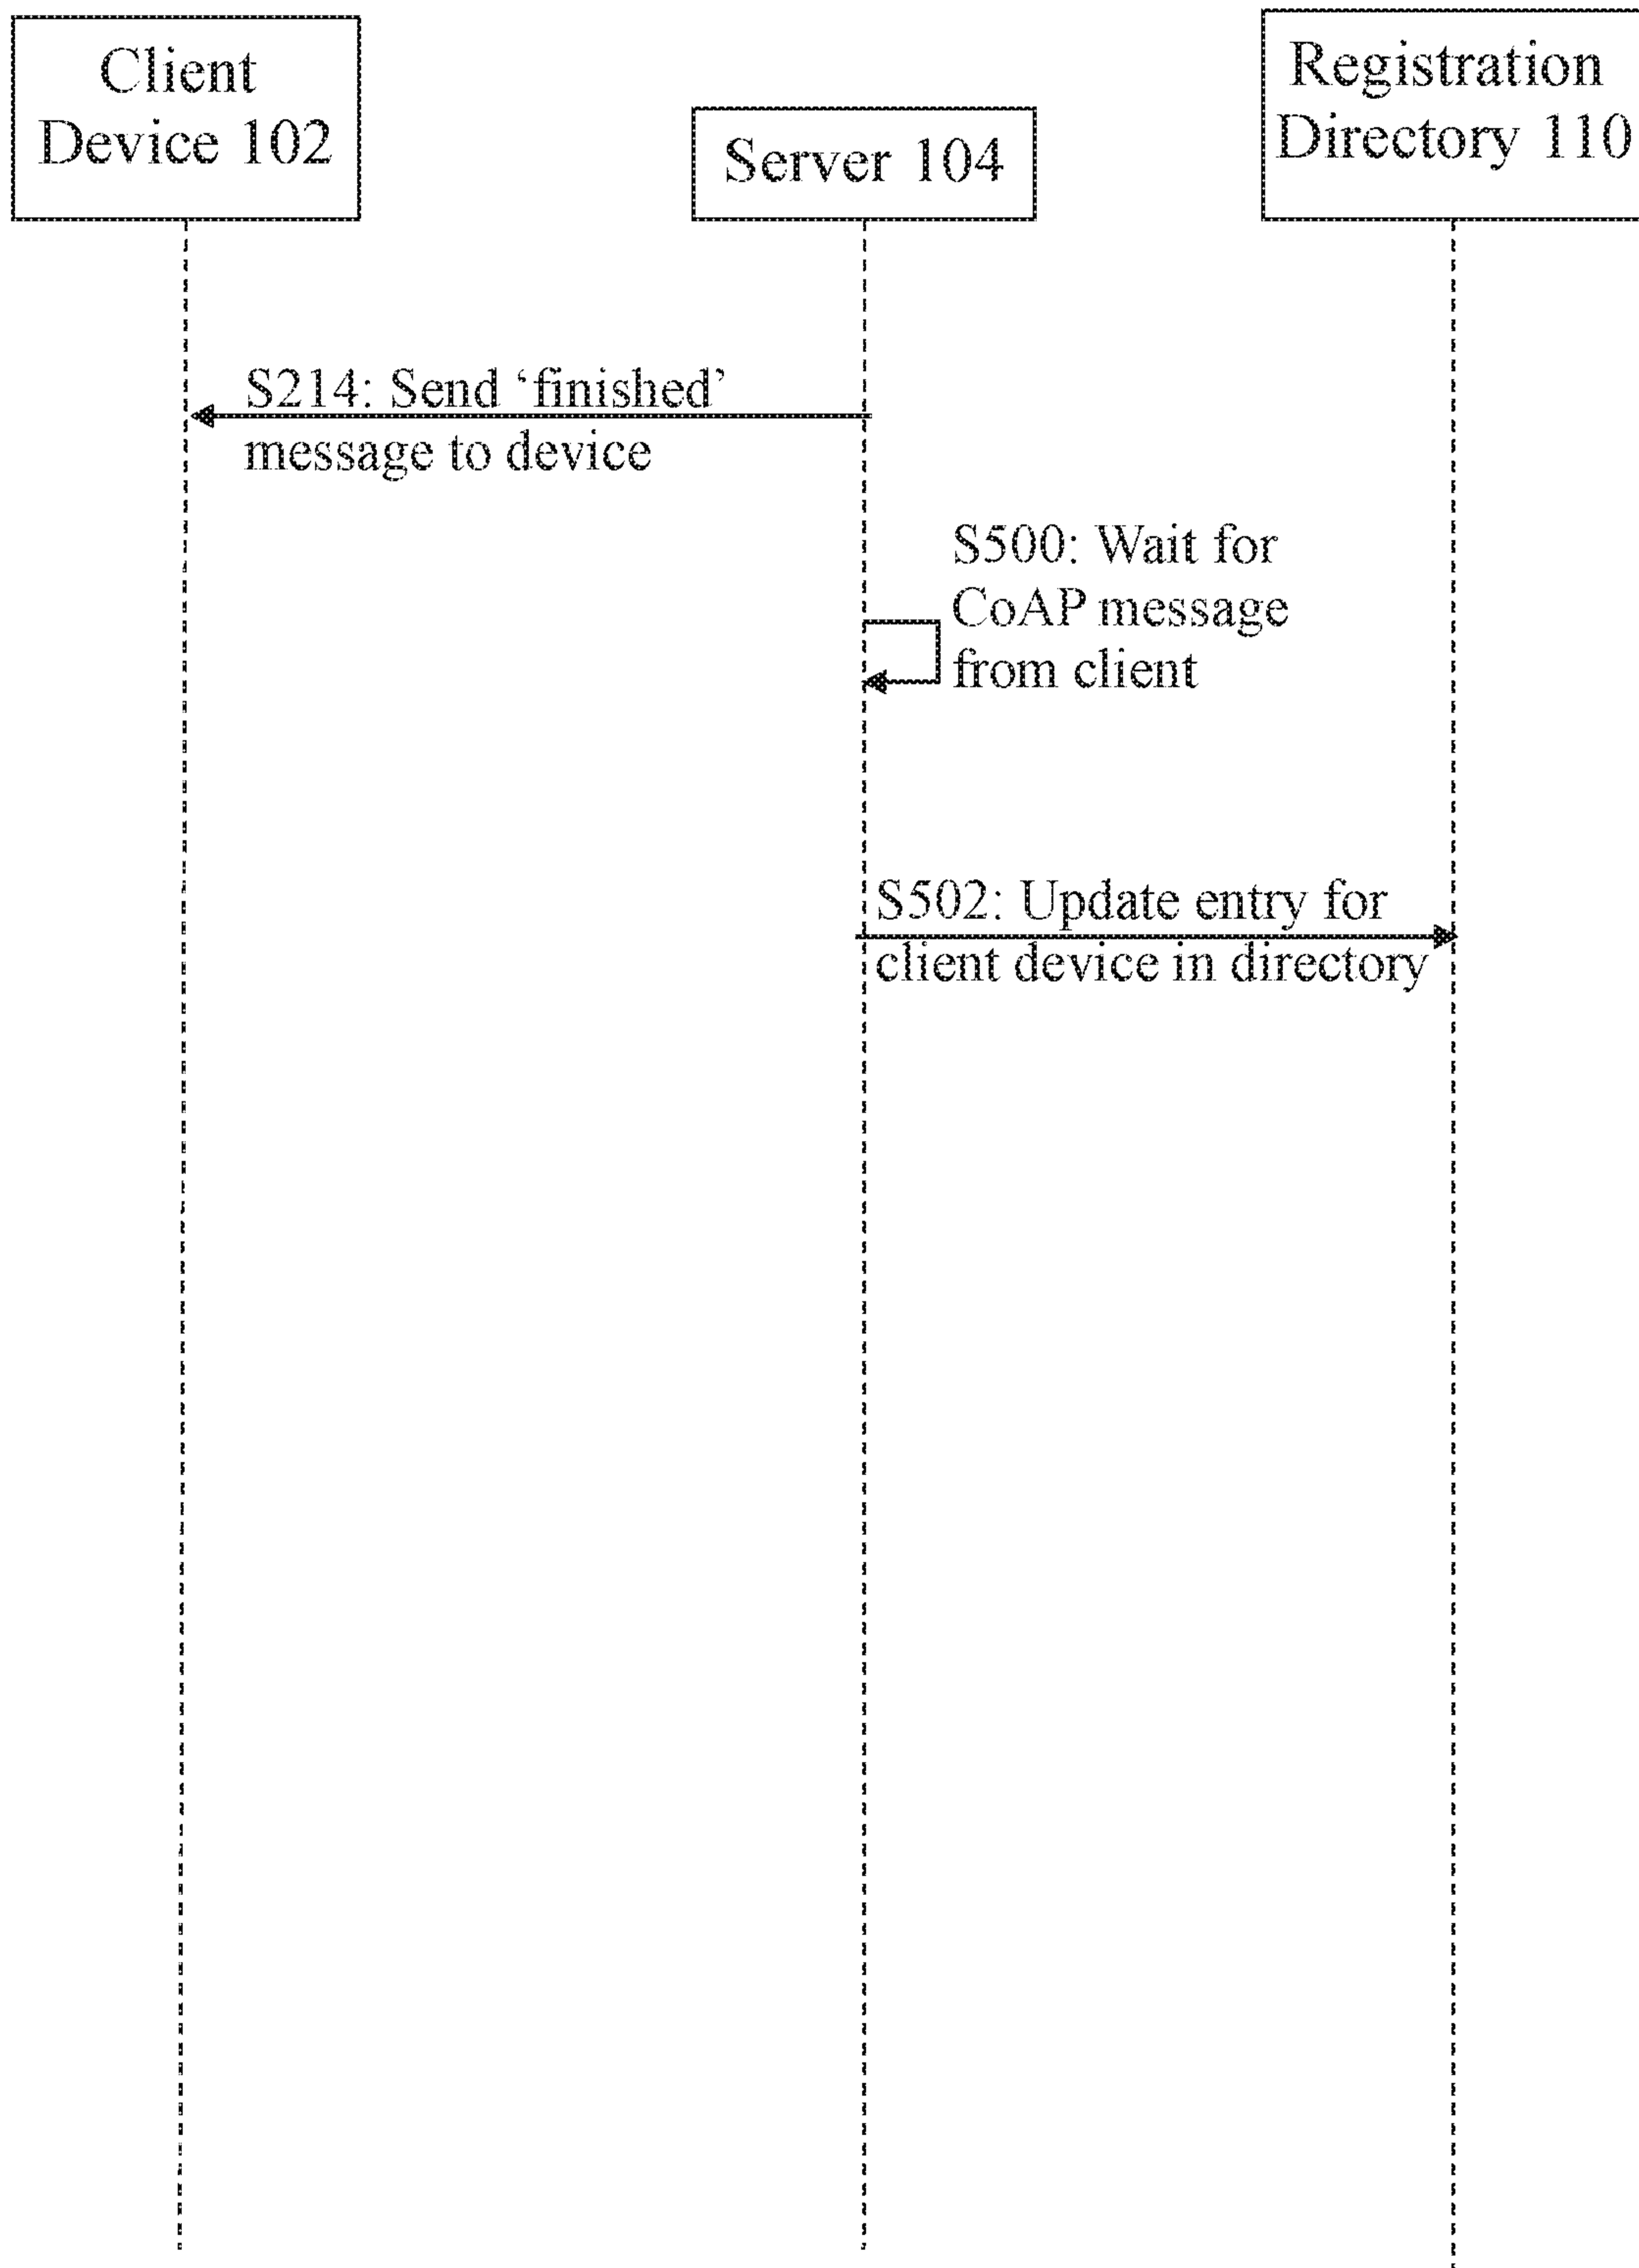 Client
Device 102
Server 104
Registration
Directory 110
S214: Send ‘finished’
message to device
S500: Wait for
CoAP message
from client
S502: Update entry for
client device in directory